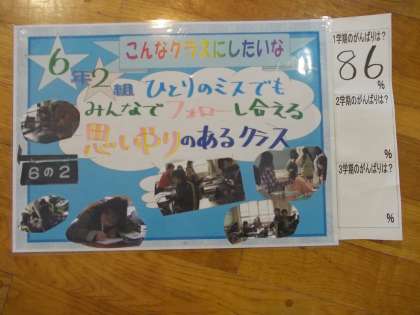 こんなクラスにしたいな
6年2組
ひとりのミスでも
みんなでフォローし合える
思いやりのあるクラス
6の2
1学期のがんばりは?
86
%
2学期のがんばりは?
%
3学期のがんばりは?
%